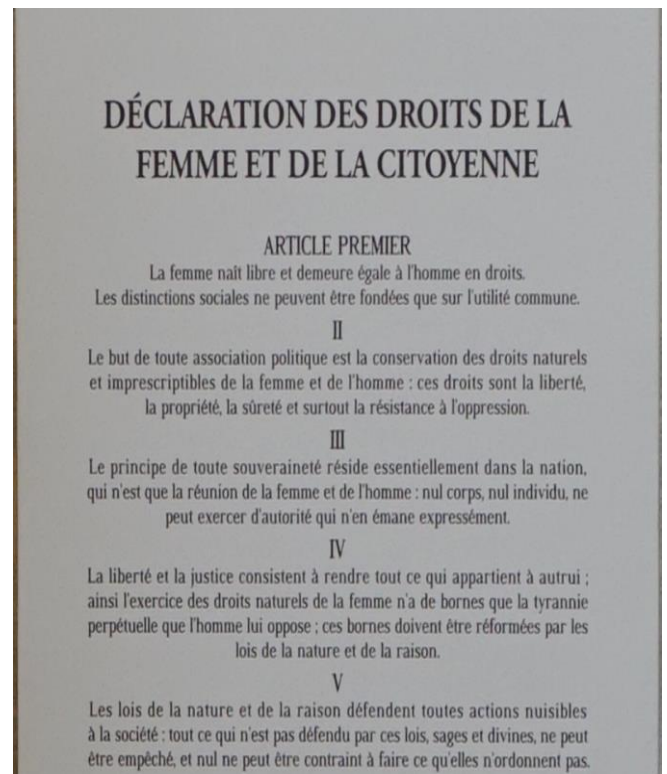 DÉCLARATION DES DROITS DE LA
FEMME ET DE LA CITOYENNE
ARTICLE PREMIER
La femme naît libre et demeure égale à l'homme en droits.
Les distinctions sociales ne peuvent être fondées que sur l'utilité commune.
II
Le but de toute association politique est la conservation des droits naturels
et imprescriptibles de la femme et de l'homme : ces droits sont la liberté,
la propriété, la sûreté et surtout la résistance à l'oppression.
III
Le principe de toute souveraineté réside essentiellement dans la nation,
qui n'est que la réunion de la femme et de l'homme : nul corps, nul individu, ne
peut exercer d'autorité qui n'en émane expressément.
IV
La liberté et la justice consistent à rendre tout ce qui appartient à autrui ;
ainsi l'exercice des droits naturels de la femme n'a de bornes que la tyrannie
perpétuelle que l'homme lui oppose ; ces bornes doivent être réformées par les
lois de la nature et de la raison.
V
Les lois de la nature et de la raison défendent toutes actions nuisibles
à la société : tout ce qui n'est pas défendu par ces lois, sages et divines, ne peut
être empêché, et nul ne peut être contraint à faire ce qu'elles n'ordonnent pas.